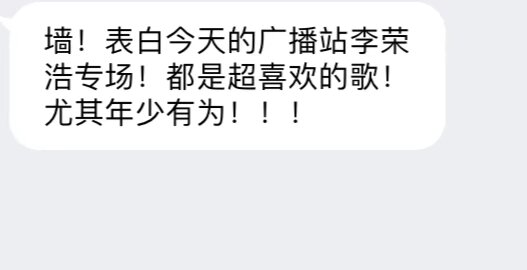 墙！表白今天的广播站李荣
浩专场！都是超喜欢的歌！
尤其年少有为！！！